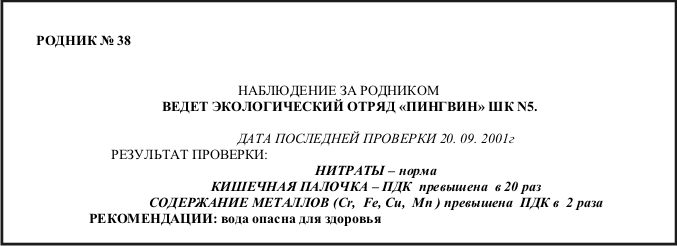 РОДНИК № 38
НАБЛЮДЕНИЕ ЗА РОДНИКОМ
ВЕДЕТ ЭКОЛОГИЧЕСКИЙ ОТРЯД «ПИНГВИН» ШК N5.
ДАТА ПОСЛЕДНЕЙ ПРОВЕРКИ 20. 09. 2001г
РЕЗУЛЬТАТ ПРОВЕРКИ:
НИТРАТЫ – норма
КИШЕЧНАЯ ПАЛОЧКА – ПДК превышена в 20 раз
СОДЕРЖАНИЕ МЕТАЛЛОВ (Cr, Fe, Cu, Mn ) превышена ПДК в 2 раза
РЕКОМЕНДАЦИИ: вода опасна для здоровья